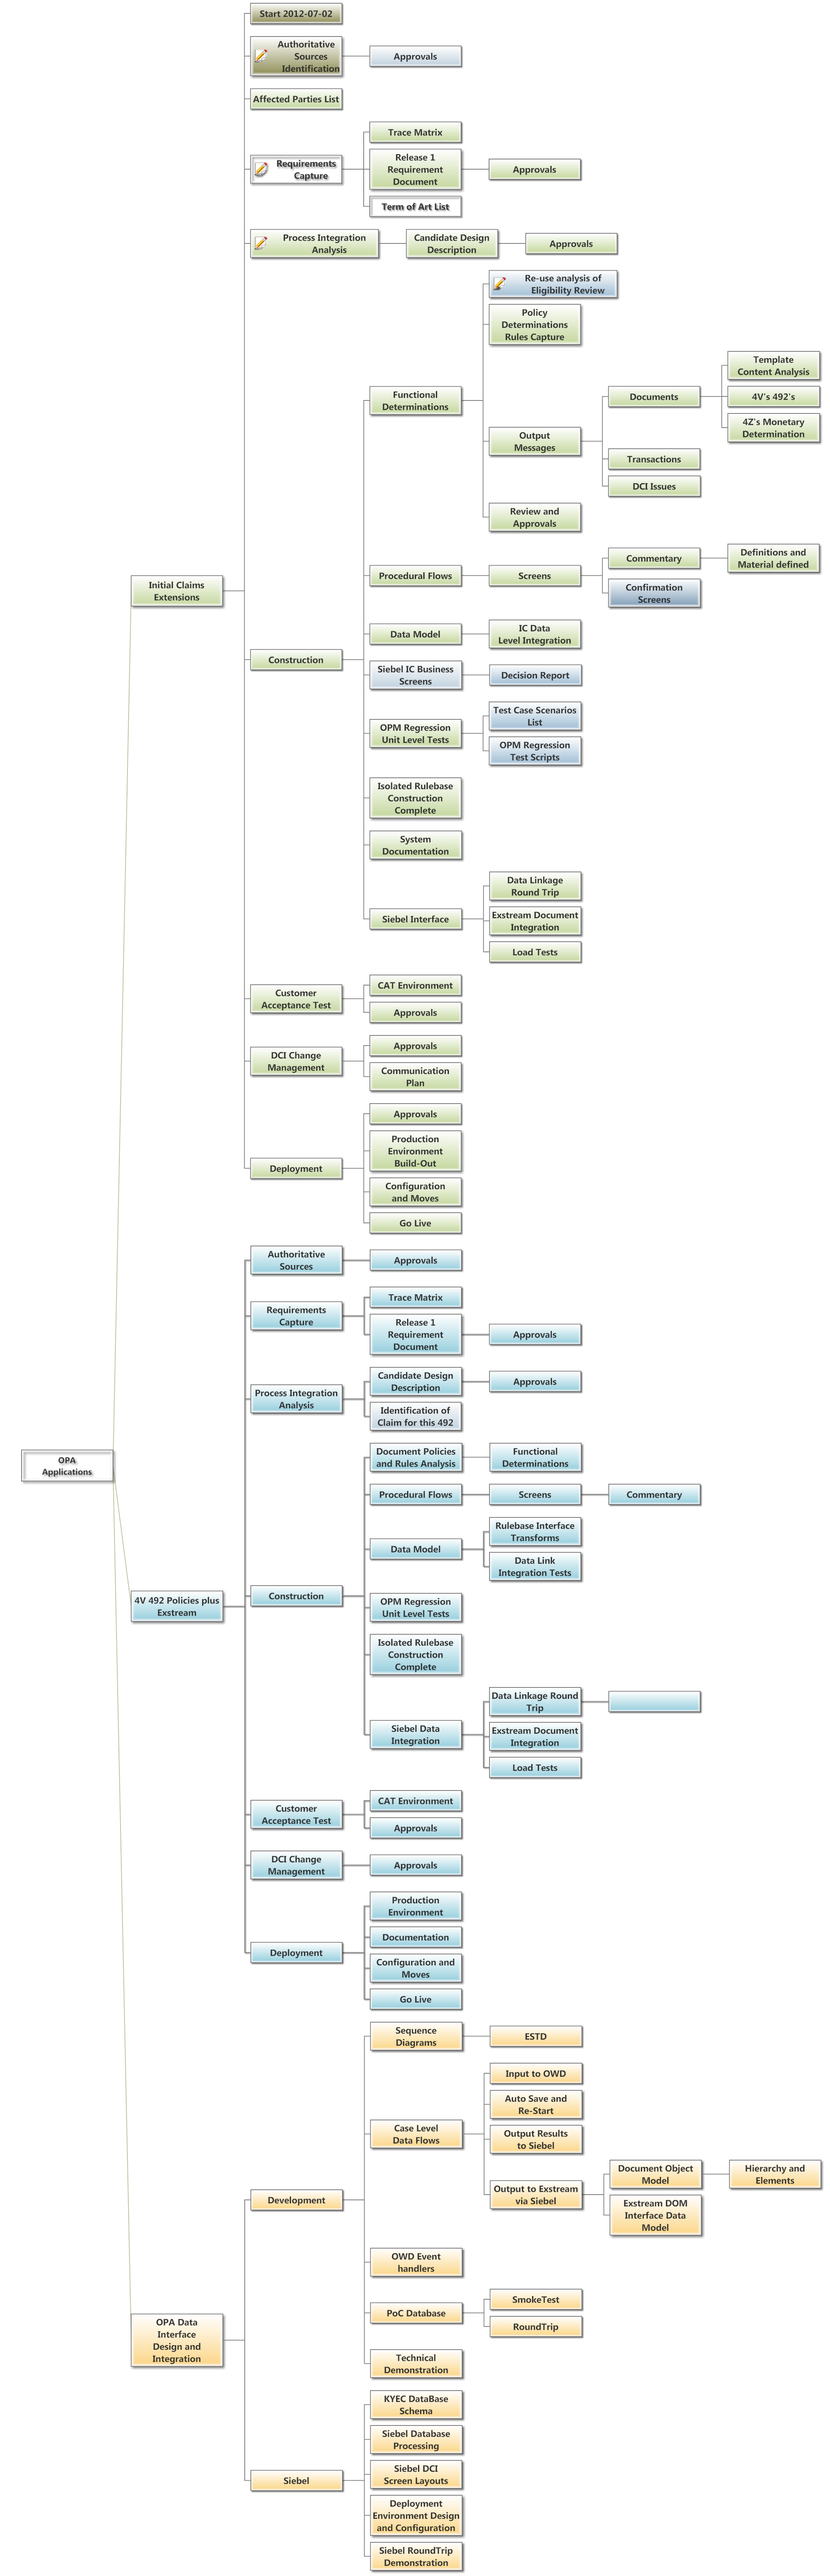 Start 2012-07-02
Authoritative
Sources
Identification
Approvals
Affected Parties List
Requirements
Capture
Trace Matrix
Release 1
Requirement
Document
Approvals
Term of Art List
Process Integration
Analysis
Candidate Design
Description
Approvals
Initial Claims
Extensions
Construction
Functional
Determinations
Re-use analysis of
Eligibility Review
Policy
Determinations
Rules Capture
Output
Messages
Documents
Template
Content Analysis
4V's 492's
4Z's Monetary
Determination
Transactions
DCI Issues
Review and
Approvals
Procedural Flows
Screens
Commentary
Definitions and
Material defined
Confirmation
Screens
Data Model
IC Data
Level Integration
Siebel IC Business
Screens
Decision Report
OPM Regression
Unit Level Tests
Test Case Scenarios
List
OPM Regression
Test Scripts
Isolated Rulebase
Construction
Complete
System
Documentation
Siebel Interface
Data Linkage
Round Trip
Exstream Document
Integration
Load Tests
Customer
Acceptance Test
CAT Environment
Approvals
DCI Change
Management
Approvals
Communication
Plan
Deployment
Approvals
Production
Environment
Build-Out
Configuration
and Moves
Go Live
OPA
Applications
4V 492 Policies plus
Exstream
Authoritative
Sources
Approvals
Requirements
Capture
Trace Matrix
Release 1
Requirement
Document
Approvals
Process Integration
Analysis
Candidate Design
Description
Approvals
Identification of
Claim for this 492
Construction
Document Policies
and Rules Analysis
Functional
Determinations
Procedural Flows
Screens
Commentary
Data Model
Rulebase Interface
Transforms
Data Link
Integration Tests
OPM Regression
Unit Level Tests
Isolated Rulebase
Construction
Complete
Siebel Data
Integration
Data Linkage Round
Trip
Exstream Document
Integration
Load Tests
Customer
Acceptance Test
CAT Environment
Approvals
DCI Change
Management
Approvals
Deployment
Production
Environment
Documentation
Configuration and
Moves
Go Live
OPA Data
Interface
Design and
Integration
Development
Sequence
Diagrams
ESTD
Case Level
Data Flows
Input to OWD
Auto Save and
Re-Start
Output Results
to Siebel
Output to Exstream
via Siebel
Document Object
Model
Hierarchy and
Elements
Exstream DOM
Interface Data
Model
OWD Event
handlers
PoC Database
SmokeTest
RoundTrip
Technical
Demonstration
Siebel
KYEC DataBase
Schema
Siebel Database
Processing
Siebel DCI
Screen Layouts
Deployment
Environment Design
and Configuration
Siebel RoundTrip
Demonstration